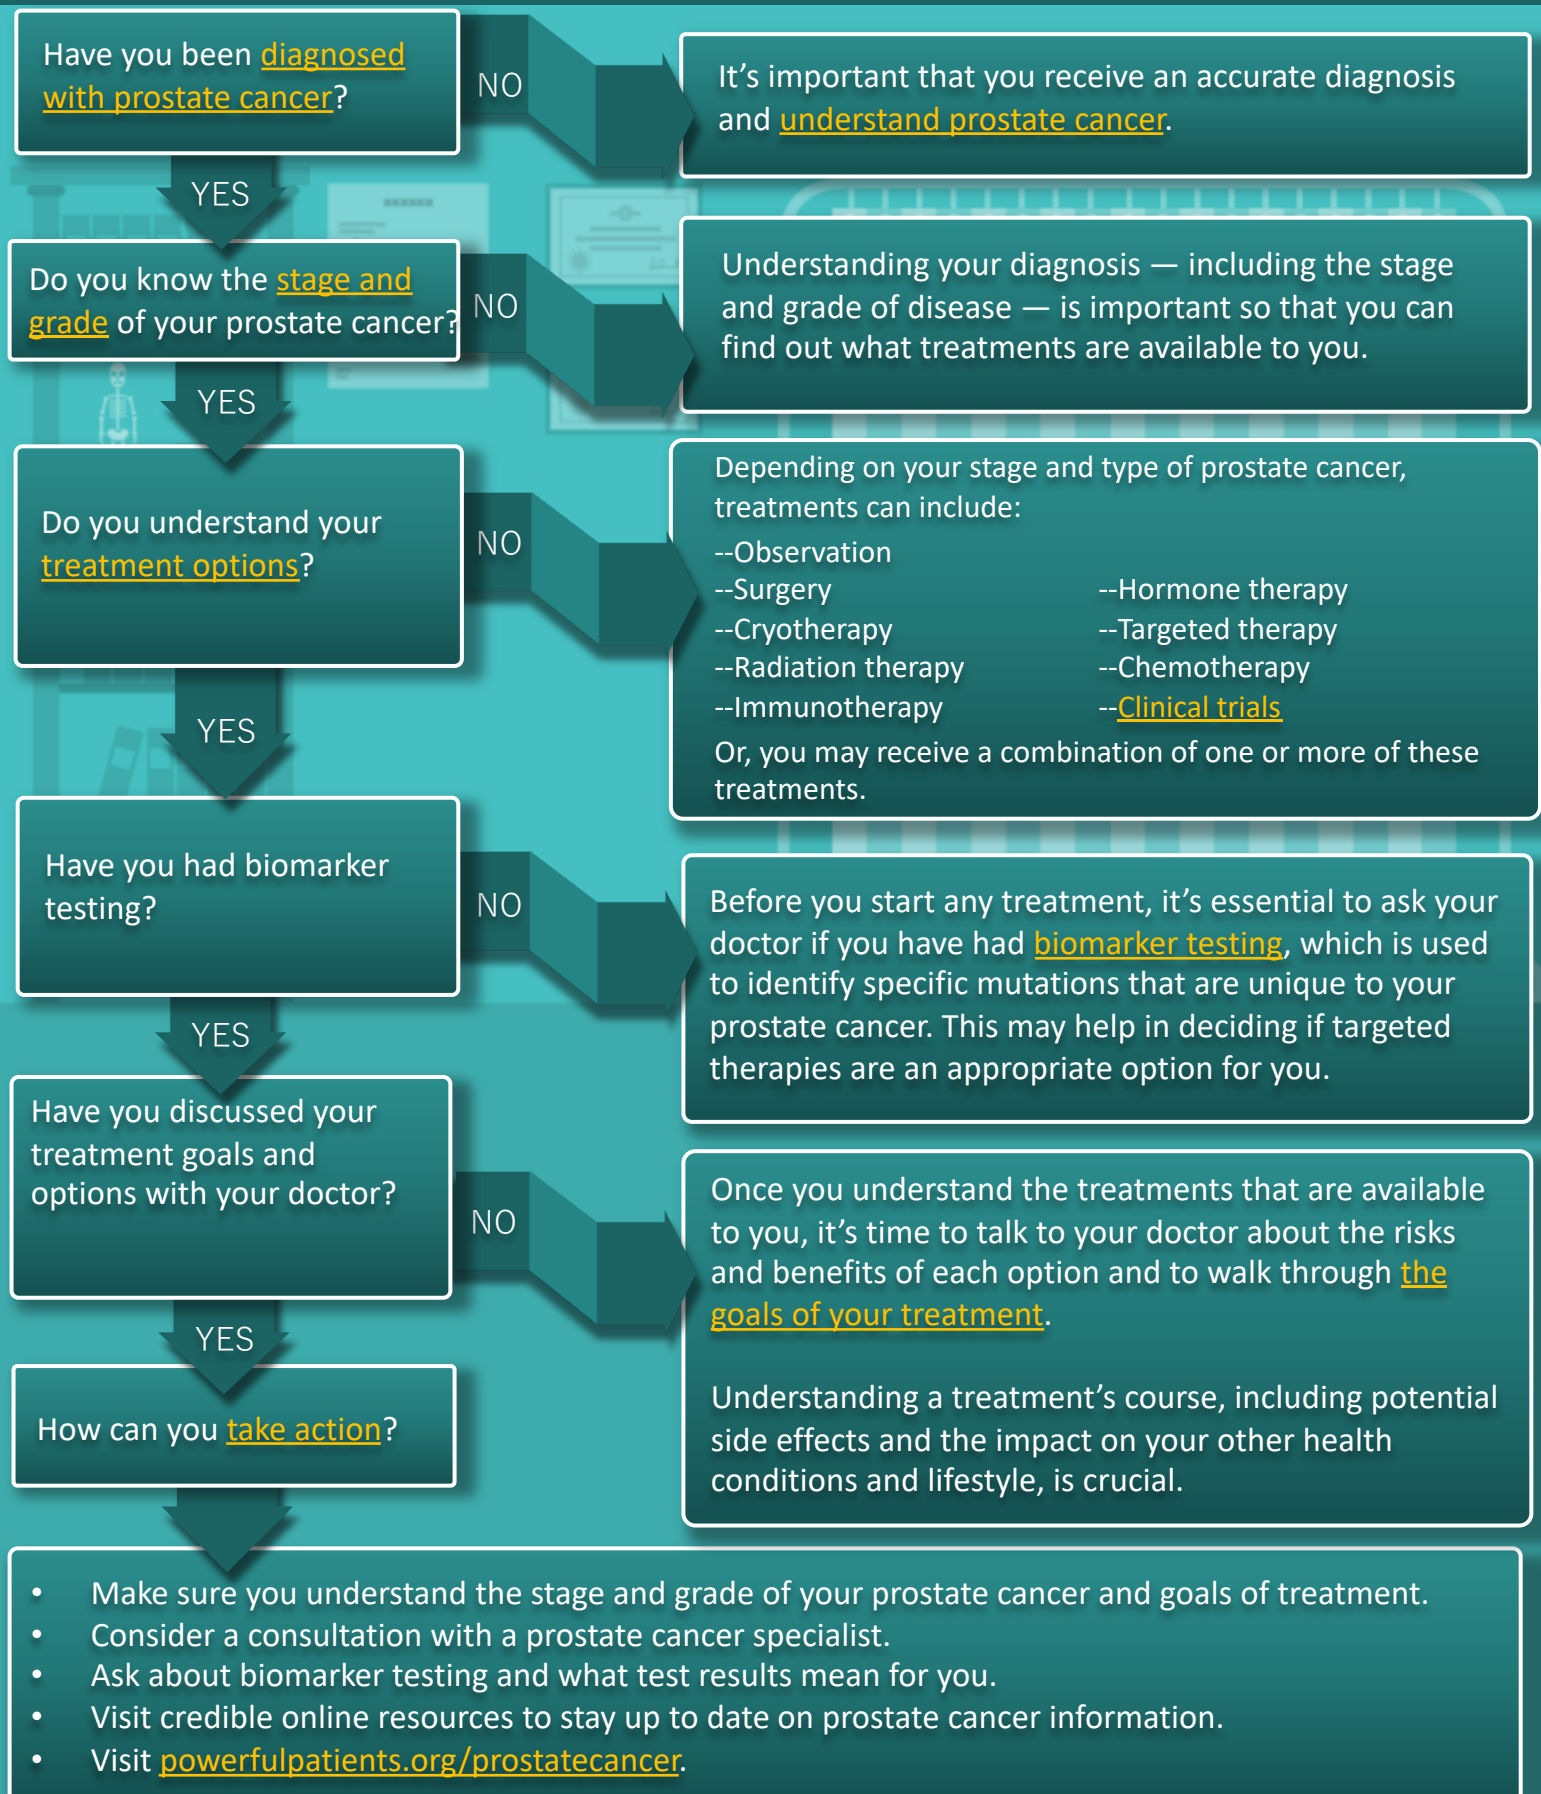 Have you been diagnosed
with prostate cancer?
NO
It's important that you receive an accurate diagnosis
and understand prostate cancer.
YES
Do you know the stage and
grade of your prostate cancer?
NO
Understanding your diagnosis — including the stage
and grade of disease — is important so that you can
find out what treatments are available to you.
YES
Do you understand your
treatment options?
NO
Depending on your stage and type of prostate cancer,
treatments can include:
--Observation
--Surgery
--Cryotherapy
--Radiation therapy
--Immunotherapy
--Hormone therapy
--Targeted therapy
--Chemotherapy
--Clinical trials
Or, you may receive a combination of one or more of these
treatments.
YES
Have you had biomarker
testing?
NO
Before you start any treatment, it's essential to ask your
doctor if you have had biomarker testing, which is used
to identify specific mutations that are unique to your
prostate cancer. This may help in deciding if targeted
therapies are an appropriate option for you.
YES
Have you discussed your
treatment goals and
options with your doctor?
NO
Once you understand the treatments that are available
to you, it's time to talk to your doctor about the risks
and benefits of each option and to walk through the
goals of your treatment.
Understanding a treatment's course, including potential
side effects and the impact on your other health
conditions and lifestyle, is crucial.
YES
How can you take action?
• Make sure you understand the stage and grade of your prostate cancer and goals of treatment.
• Consider a consultation with a prostate cancer specialist.
• Ask about biomarker testing and what test results mean for you.
• Visit credible online resources to stay up to date on prostate cancer information.
• Visit powerfulpatients.org/prostatecancer.